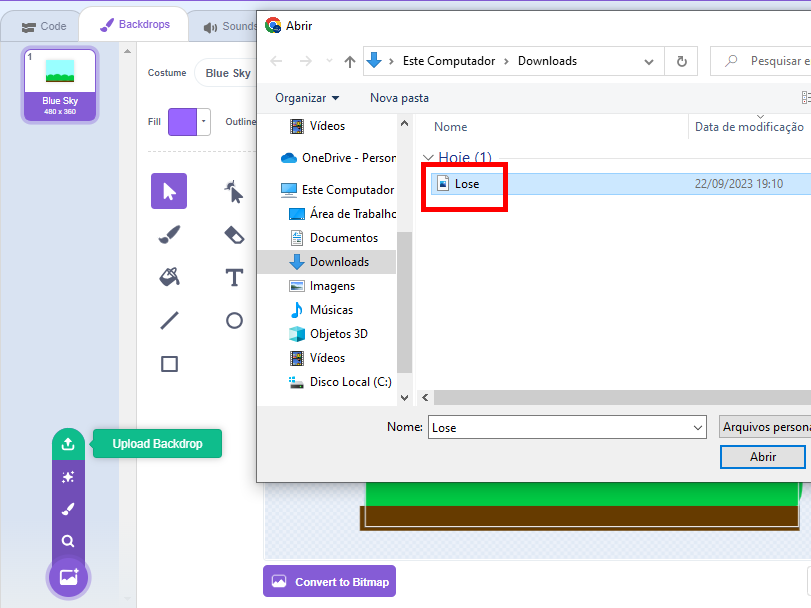 Code
Backdrops
Sounds
1
Blue Sky
480 x 360
Costume
Blue Sky
Fill
Outline
Upload Backdrop
Convert to Bitmap
Abrir
Este Computador
Downloads
Pesquisar e
Organizar
Nova pasta
Vídeos
OneDrive - Person
Este Computador
Área de Trabalho
Documentos
Downloads
Imagens
Músicas
Objetos 3D
Vídeos
Disco Local (C:)
Nome
Data de modificação
Hoje (1)
Lose
22/09/2023 19:10
Nome:
Lose
Arquivos persona
Abrir